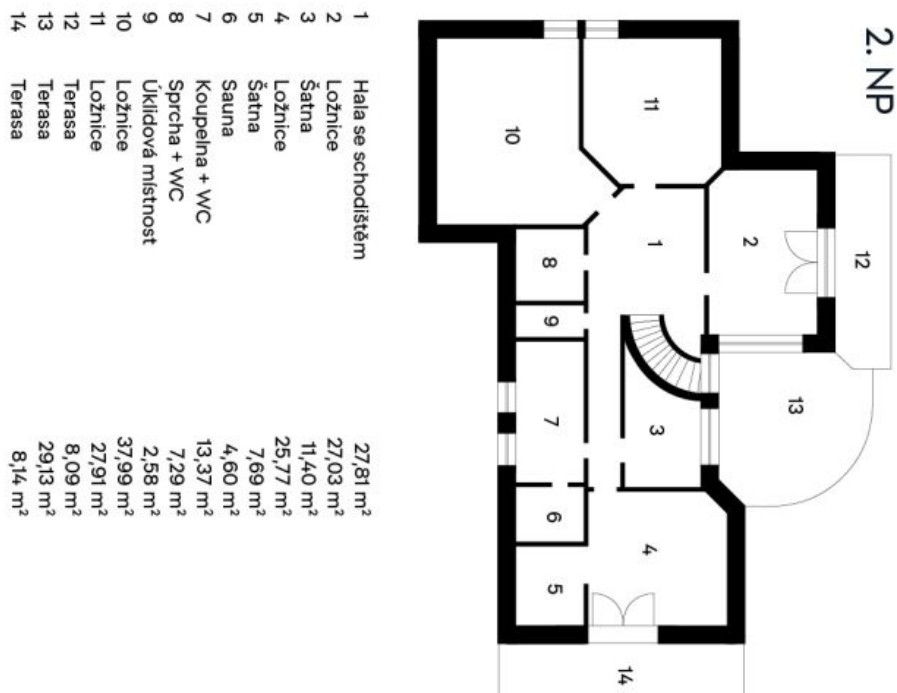 2. NP
12
2
13
11
1
3
4
14
10
8
9
7
6
5
1 Hala se schodištěm 27,81 m²
2 Ložnice 27,03 m²
3 Šatna 11,40 m²
4 Ložnice 25,77 m²
5 Šatna 7,69 m²
6 Sauna 4,60 m²
7 Koupelna + WC 13,37 m²
8 Sprcha + WC 7,29 m²
9 Úklidová místnost 2,58 m²
10 Ložnice 37,99 m²
11 Ložnice 27,91 m²
12 Terasa 8,09 m²
13 Terasa 29,13 m²
14 Terasa 8,14 m²